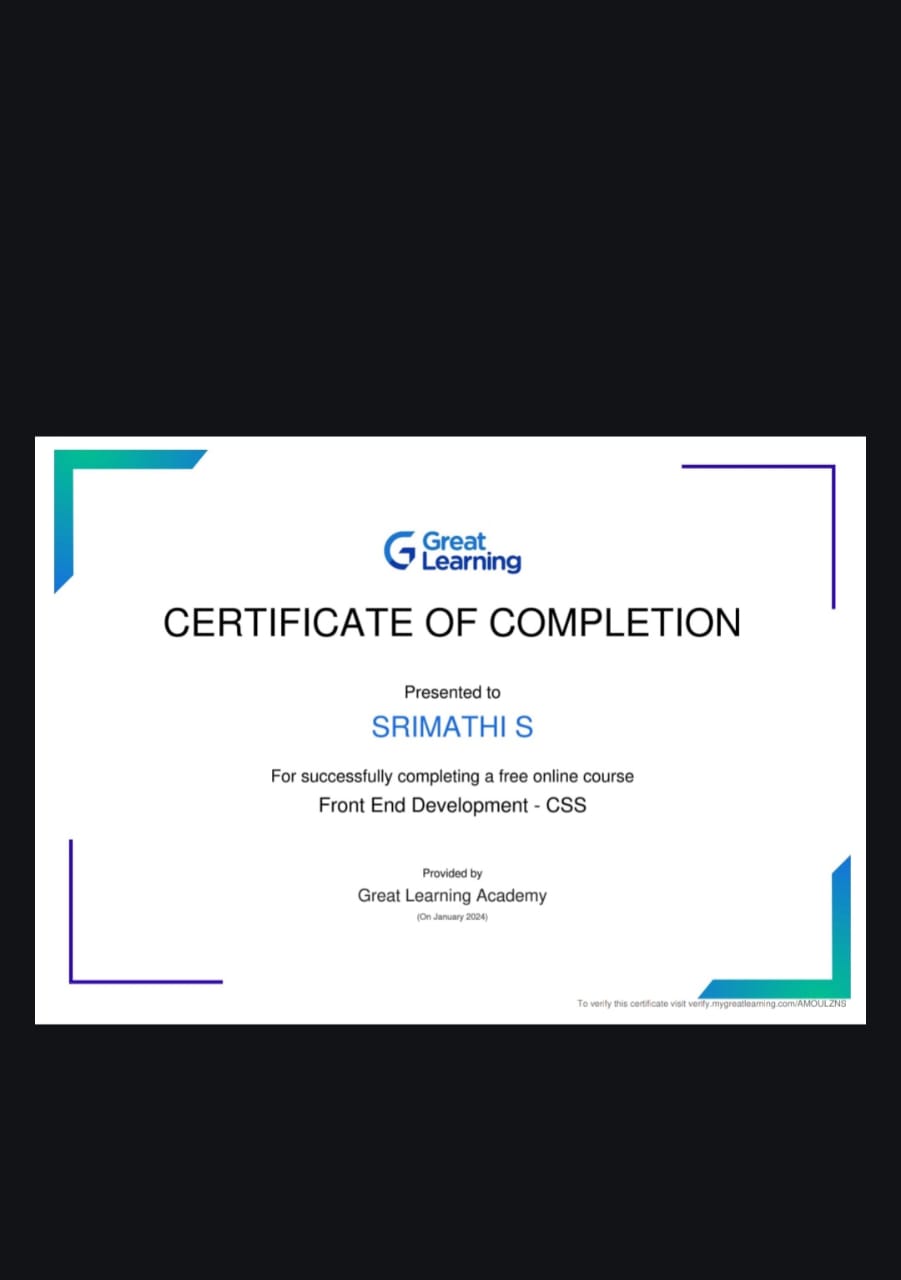 Great
Learning
CERTIFICATE OF COMPLETION
Presented to
SRIMATHI S
For successfully completing a free online course
Front End Development - CSS
Provided by
Great Learning Academy
(On January 2024)
To verify this certificate visit verify.mygreatlearning.com/AMOULZNS